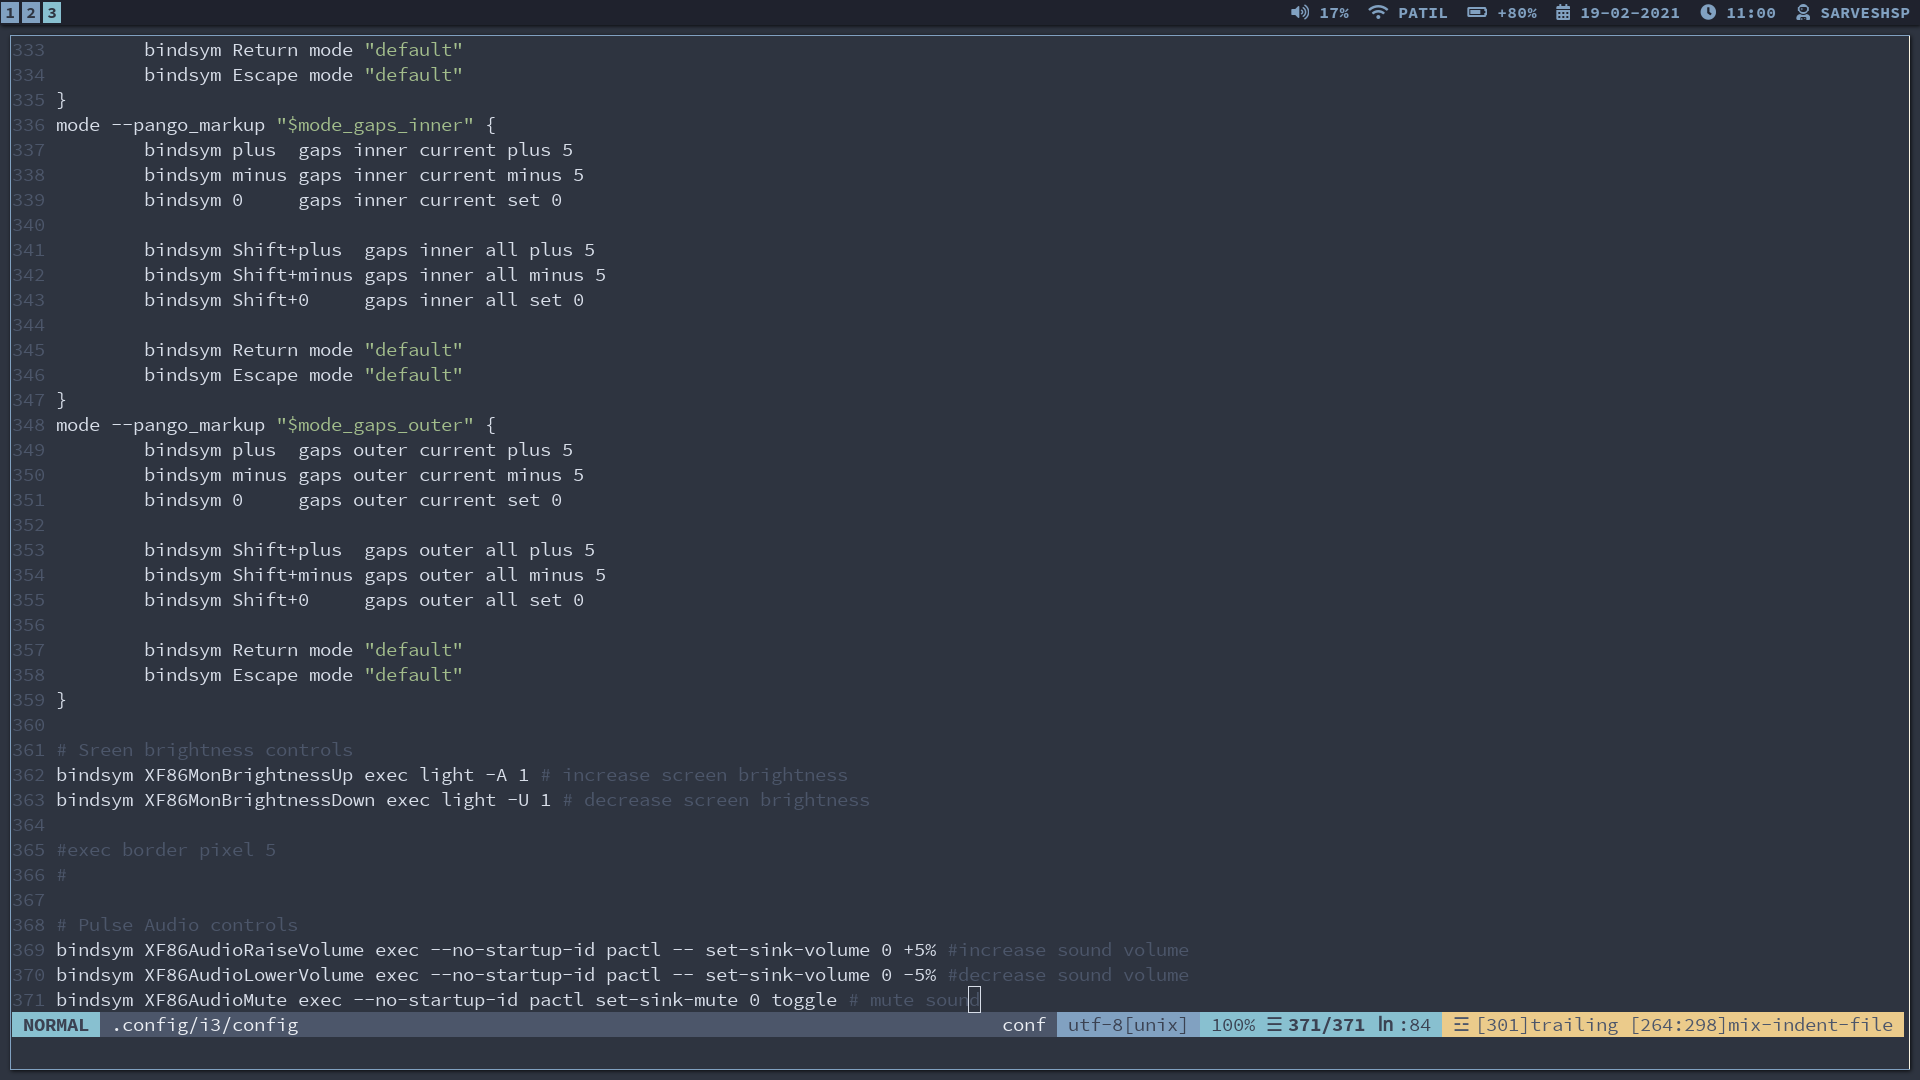 1 2 3 17% PATIL +80% 19-02-2021 11:00 SARVESHSP
333 bindsym Return mode "default"
334 bindsym Escape mode "default"
335 }
336 mode --pango_markup "$mode_gaps_inner" {
337 bindsym plus  gaps inner current plus 5
338 bindsym minus gaps inner current minus 5
339 bindsym 0     gaps inner current set 0
340
341 bindsym Shift+plus  gaps inner all plus 5
342 bindsym Shift+minus gaps inner all minus 5
343 bindsym Shift+0     gaps inner all set 0
344
345 bindsym Return mode "default"
346 bindsym Escape mode "default"
347 }
348 mode --pango_markup "$mode_gaps_outer" {
349 bindsym plus  gaps outer current plus 5
350 bindsym minus gaps outer current minus 5
351 bindsym 0     gaps outer current set 0
352
353 bindsym Shift+plus  gaps outer all plus 5
354 bindsym Shift+minus gaps outer all minus 5
355 bindsym Shift+0     gaps outer all set 0
356
357 bindsym Return mode "default"
358 bindsym Escape mode "default"
359 }
360
361 # Sreen brightness controls
362 bindsym XF86MonBrightnessUp exec light -A 1 # increase screen brightness
363 bindsym XF86MonBrightnessDown exec light -U 1 # decrease screen brightness
364
365 #exec border pixel 5
366 #
367
368 # Pulse Audio controls
369 bindsym XF86AudioRaiseVolume exec --no-startup-id pactl -- set-sink-volume 0 +5% #increase sound volume
370 bindsym XF86AudioLowerVolume exec --no-startup-id pactl -- set-sink-volume 0 -5% #decrease sound volume
371 bindsym XF86AudioMute exec --no-startup-id pactl set-sink-mute 0 toggle # mute sound
NORMAL .config/i3/config conf utf-8[unix] 100% ☰ 371/371 ln :84 ☲ [301]trailing [264:298]mix-indent-file